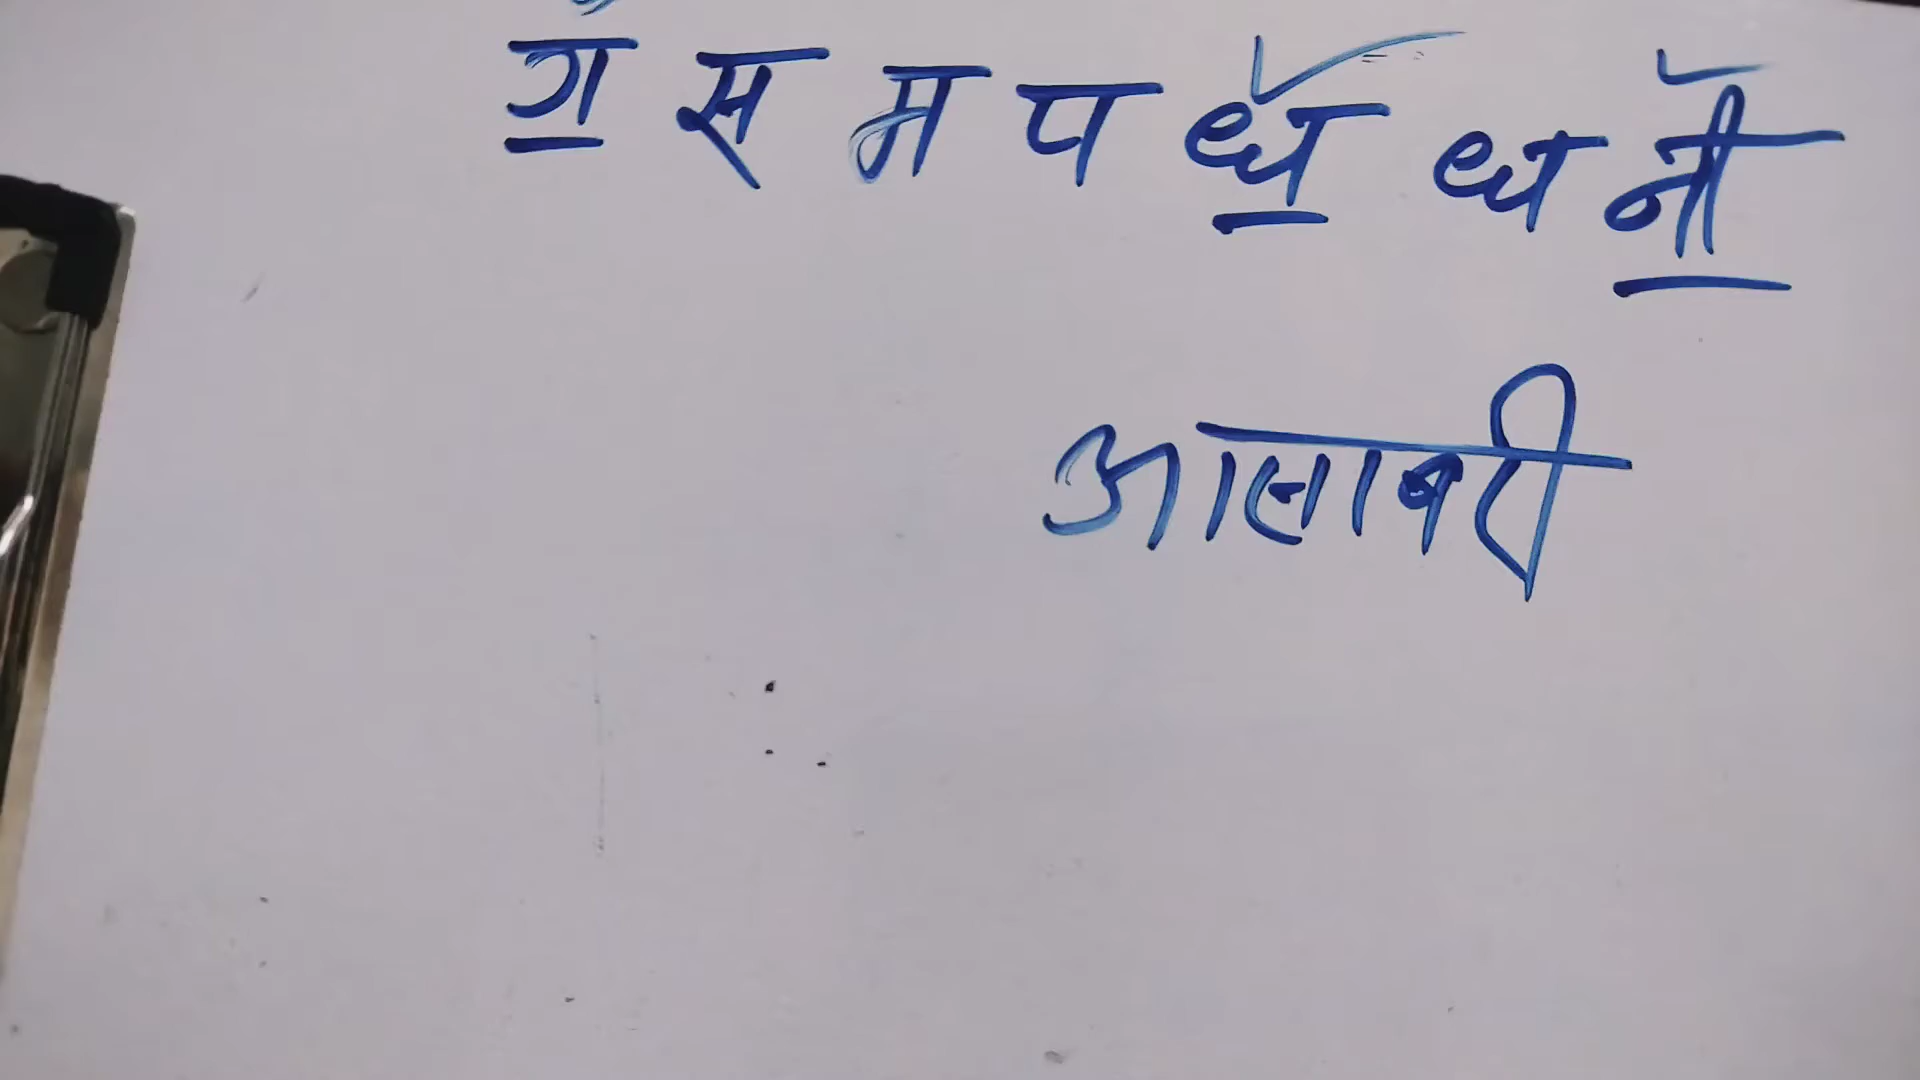 ग॒ स म प ध॒ ध नी॒
आसावरी